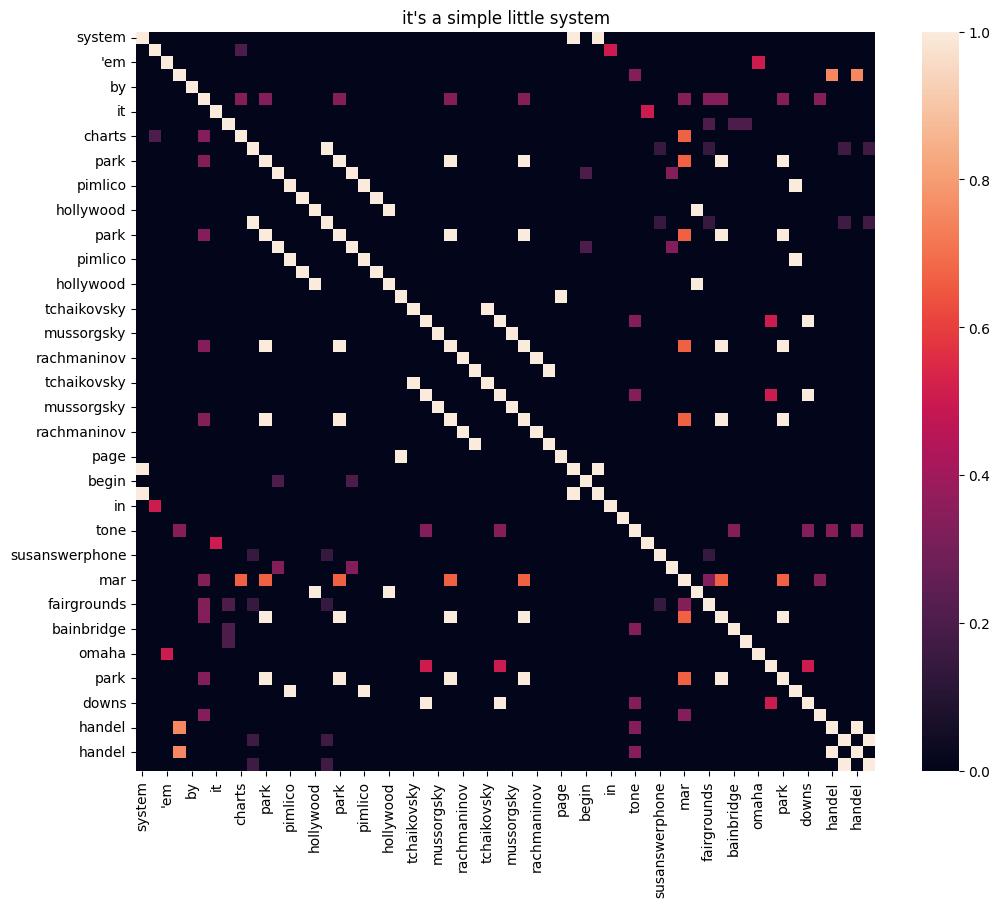 it's a simple little system
system
'em
by
it
charts
park
pimlico
hollywood
park
pimlico
hollywood
tchaikovsky
mussorgsky
rachmaninov
tchaikovsky
mussorgsky
rachmaninov
page
begin
in
tone
susanswerphone
mar
fairgrounds
bainbridge
omaha
park
downs
handel
handel
1.0
0.8
0.6
0.4
0.2
0.0
system
'em
by
it
charts
park
pimlico
hollywood
park
pimlico
hollywood
tchaikovsky
mussorgsky
rachmaninov
tchaikovsky
mussorgsky
rachmaninov
page
begin
in
tone
susanswerphone
mar
fairgrounds
bainbridge
omaha
park
downs
handel
handel